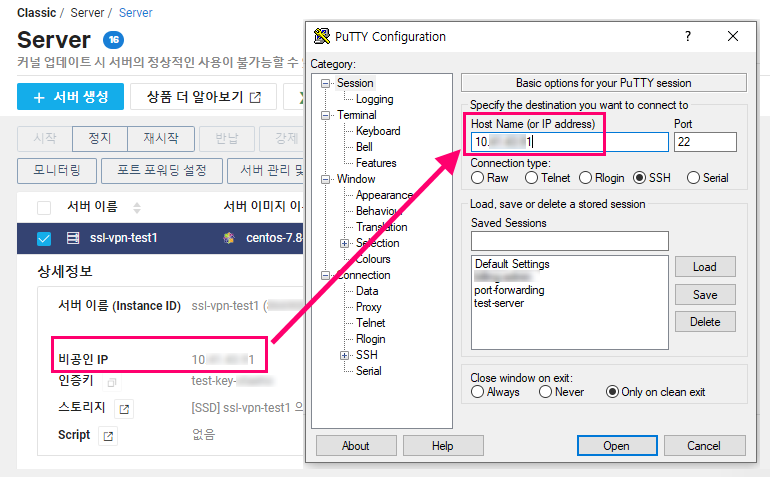 Classic / Server / Server
Server 16
커널 업데이트 시 서버의 정상적인 사용이 불가능할 수
+ 서버 생성
상품 더 알아보기
시작
정지
재시작
반납
강제
모니터링
포트 포워딩 설정
서버 관리 및
서버 이름
서버 이미지 이
ssl-vpn-test1
centos-7.8-
상세정보
서버 이름 (Instance ID)
ssl-vpn-test1 (
비공인 IP
10. 1
인증키
test-key-
스토리지
[SSD] ssl-vpn-test1 의
Script
없음
PuTTY Configuration
?
Category:
Session
Logging
Terminal
Keyboard
Bell
Features
Window
Appearance
Behaviour
Translation
Selection
Colours
Connection
Data
Proxy
Telnet
Rlogin
SSH
Serial
Basic options for your PuTTY session
Specify the destination you want to connect to
Host Name (or IP address)
Port
10. 1
22
Connection type:
Raw
Telnet
Rlogin
SSH
Serial
Load, save or delete a stored session
Saved Sessions
Default Settings
port-forwarding
test-server
Load
Save
Delete
Close window on exit:
Always
Never
Only on clean exit
About
Help
Open
Cancel